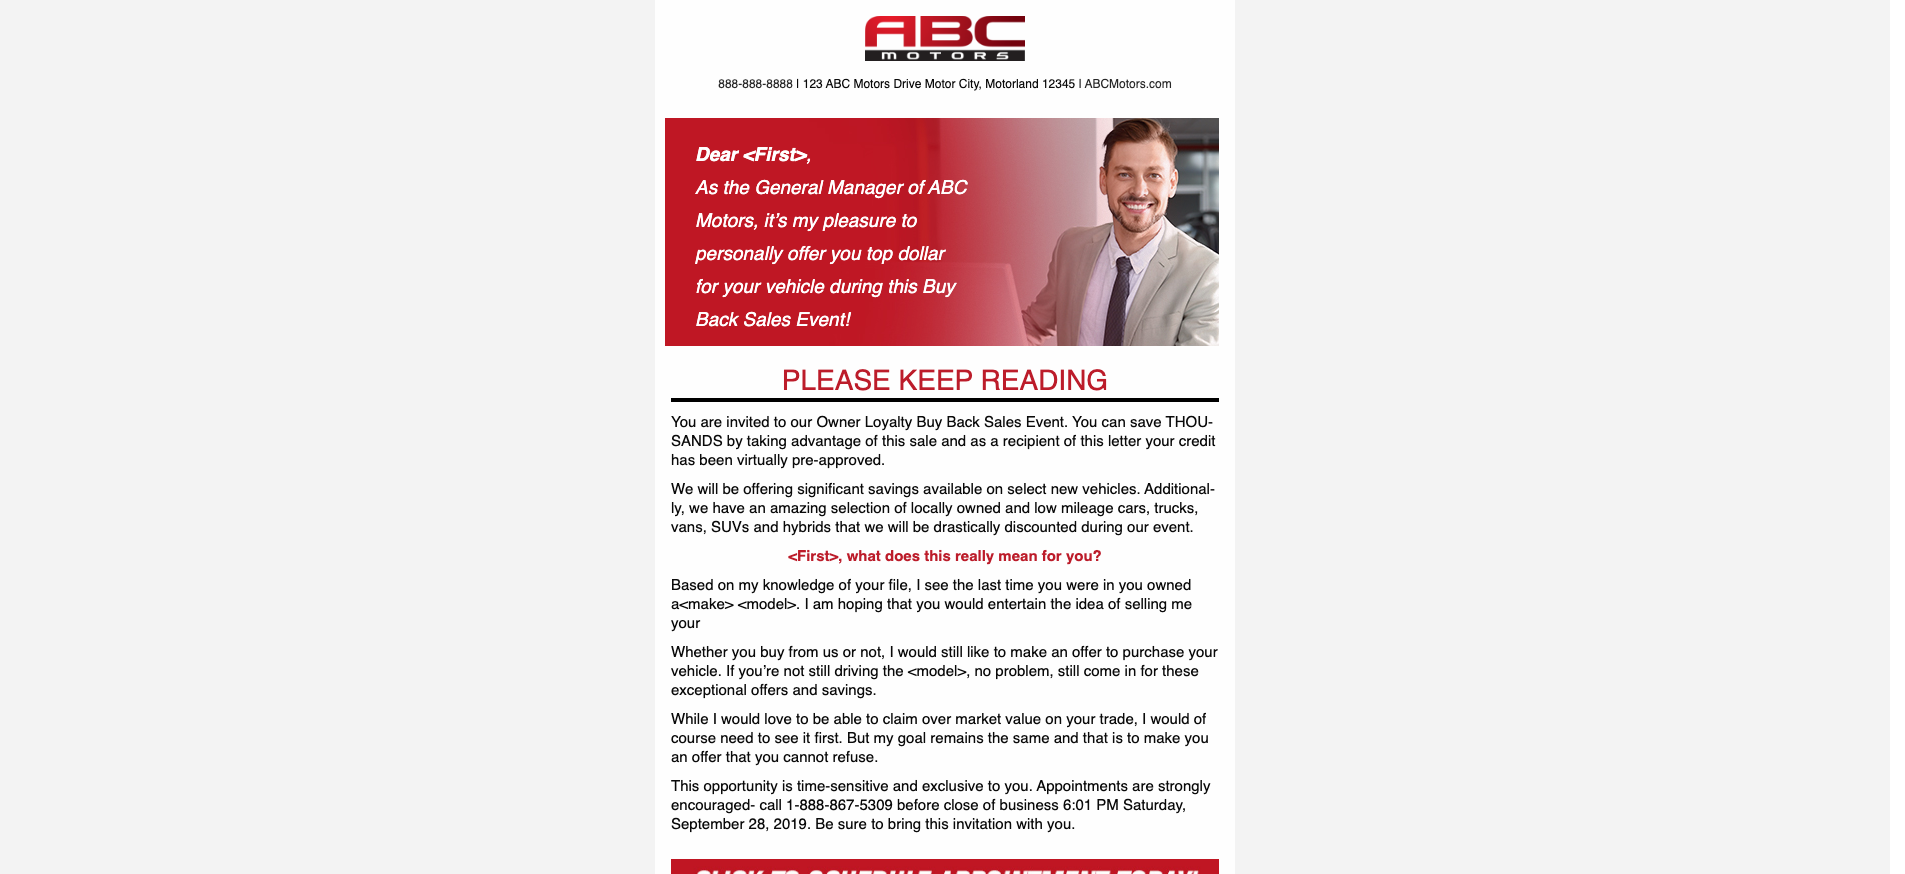 ABC
MOTORS
888-888-8888 | 123 ABC Motors Drive Motor City, Motorland 12345 | ABCMotors.com
Dear <First>,
As the General Manager of ABC
Motors, it's my pleasure to
personally offer you top dollar
for your vehicle during this Buy
Back Sales Event!
PLEASE KEEP READING
You are invited to our Owner Loyalty Buy Back Sales Event. You can save THOU-
SANDS by taking advantage of this sale and as a recipient of this letter your credit
has been virtually pre-approved.
We will be offering significant savings available on select new vehicles. Additional-
ly, we have an amazing selection of locally owned and low mileage cars, trucks,
vans, SUVs and hybrids that we will be drastically discounted during our event.
<First>, what does this really mean for you?
Based on my knowledge of your file, I see the last time you were in you owned
a<make> <model>. I am hoping that you would entertain the idea of selling me
your
Whether you buy from us or not, I would still like to make an offer to purchase your
vehicle. If you're not still driving the <model>, no problem, still come in for these
exceptional offers and savings.
While I would love to be able to claim over market value on your trade, I would of
course need to see it first. But my goal remains the same and that is to make you
an offer that you cannot refuse.
This opportunity is time-sensitive and exclusive to you. Appointments are strongly
encouraged- call 1-888-867-5309 before close of business 6:01 PM Saturday,
September 28, 2019. Be sure to bring this invitation with you.
CLICK TO SCHEDULE APPOINTMENT TODAY!